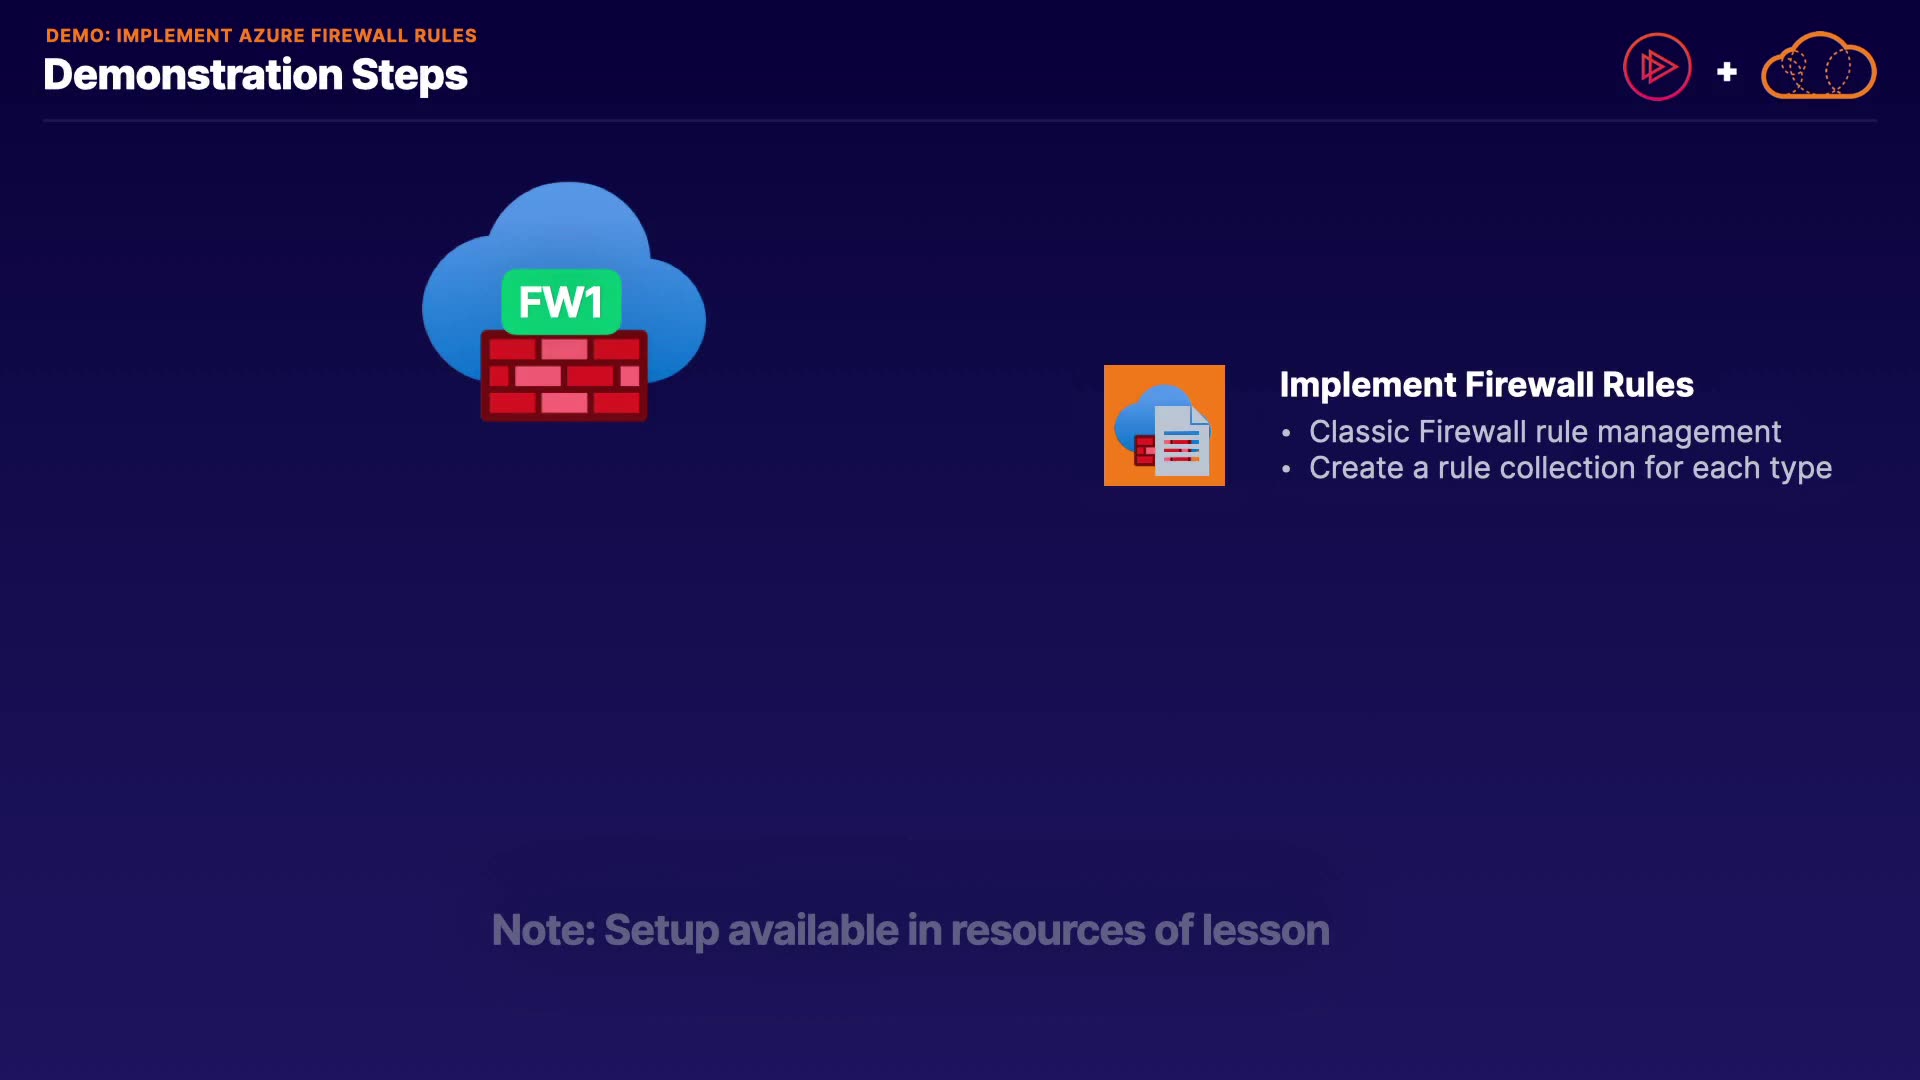 DEMO: IMPLEMENT AZURE FIREWALL RULES
Demonstration Steps
FW1
Implement Firewall Rules
• Classic Firewall rule management
• Create a rule collection for each type
Note: Setup available in resources of lesson